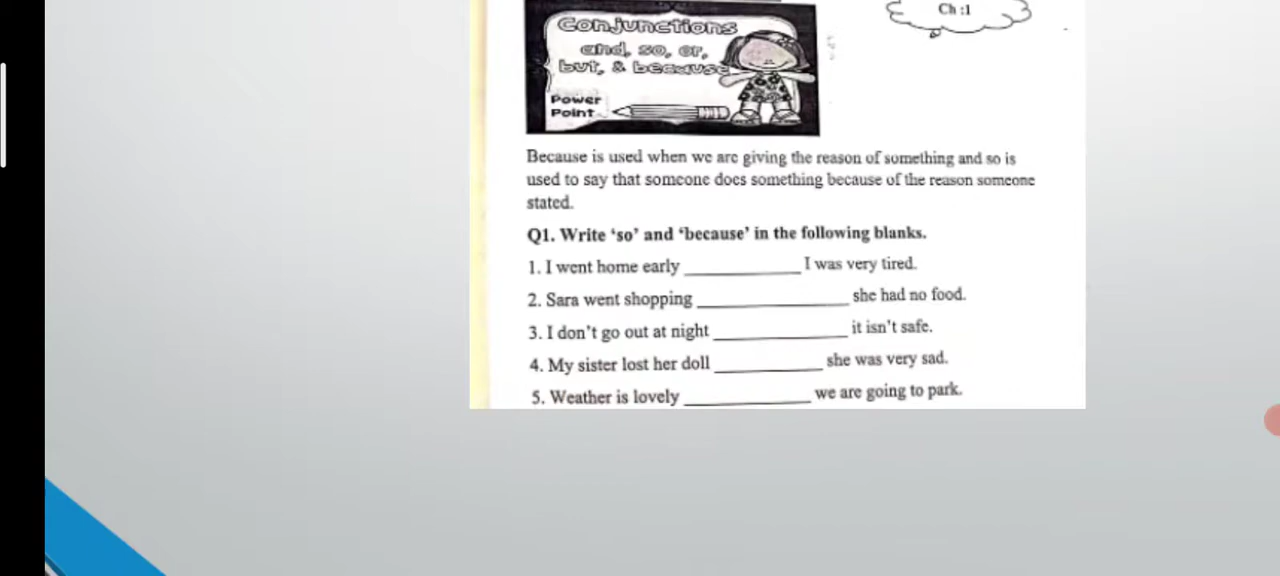 Ch :1
Conjunctions
and, so, or,
but, & because
Power
Point
Because is used when we are giving the reason of something and so is
used to say that someone does something because of the reason someone
stated.
Q1. Write ‘so’ and ‘because’ in the following blanks.
1. I went home early ____________ I was very tired.
2. Sara went shopping ________________ she had no food.
3. I don’t go out at night ______________ it isn’t safe.
4. My sister lost her doll ___________ she was very sad.
5. Weather is lovely _____________ we are going to park.